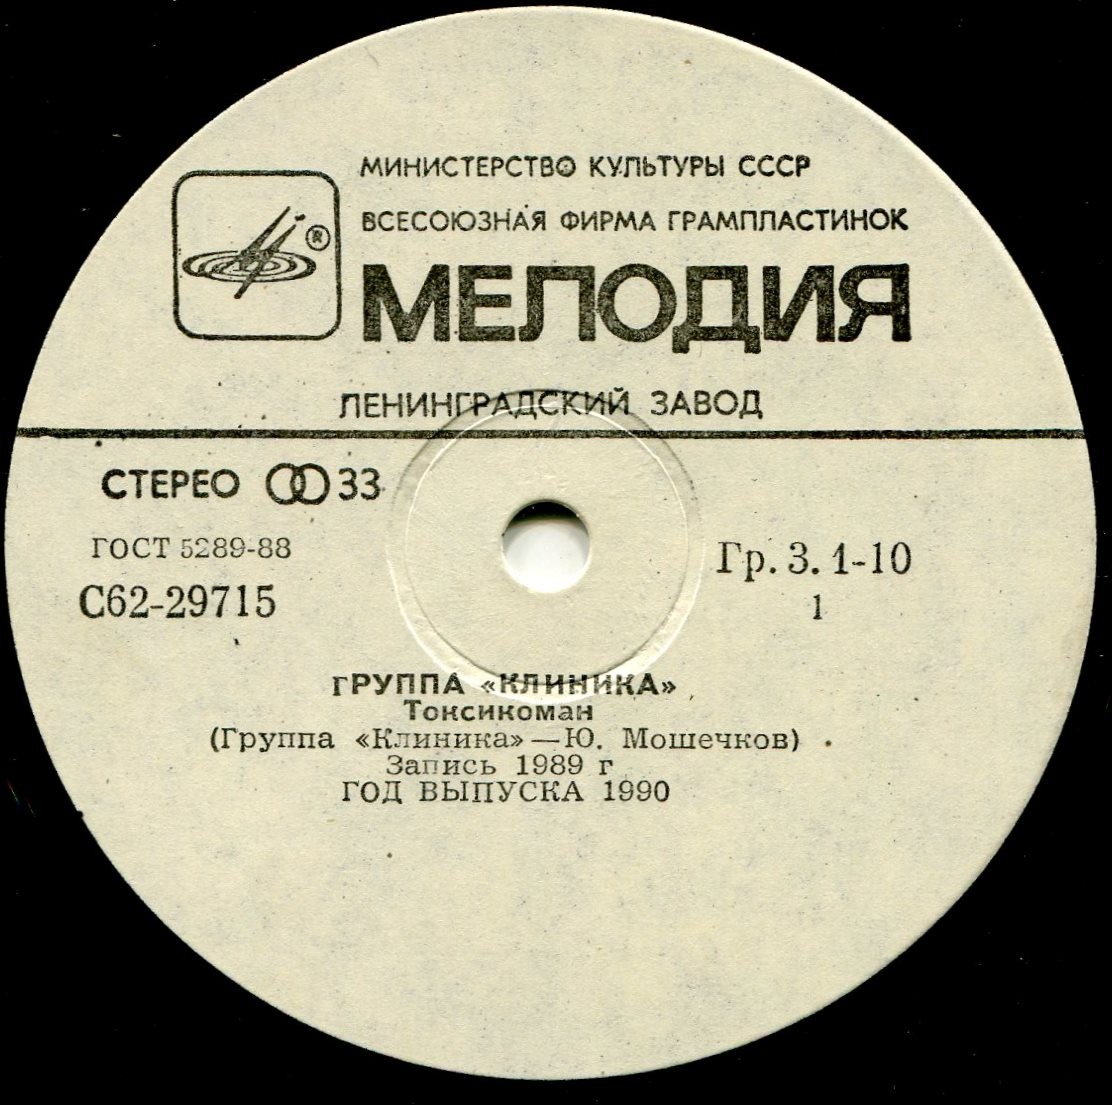 МИНИСТЕРСТВО КУЛЬТУРЫ СССР
ВСЕСОЮЗНАЯ ФИРМА ГРАМПЛАСТИНОК
®
МЕЛОДИЯ
ЛЕНИНГРАДСКИЙ ЗАВОД
СТЕРЕО 33
ГОСТ 5289-88
С62-29715
Гр. 3. 1-10
1
ГРУППА «КЛИНИКА»
Токсикоман
(Группа «Клиника» — Ю. Мошечков)
Запись 1989 г
ГОД ВЫПУСКА 1990